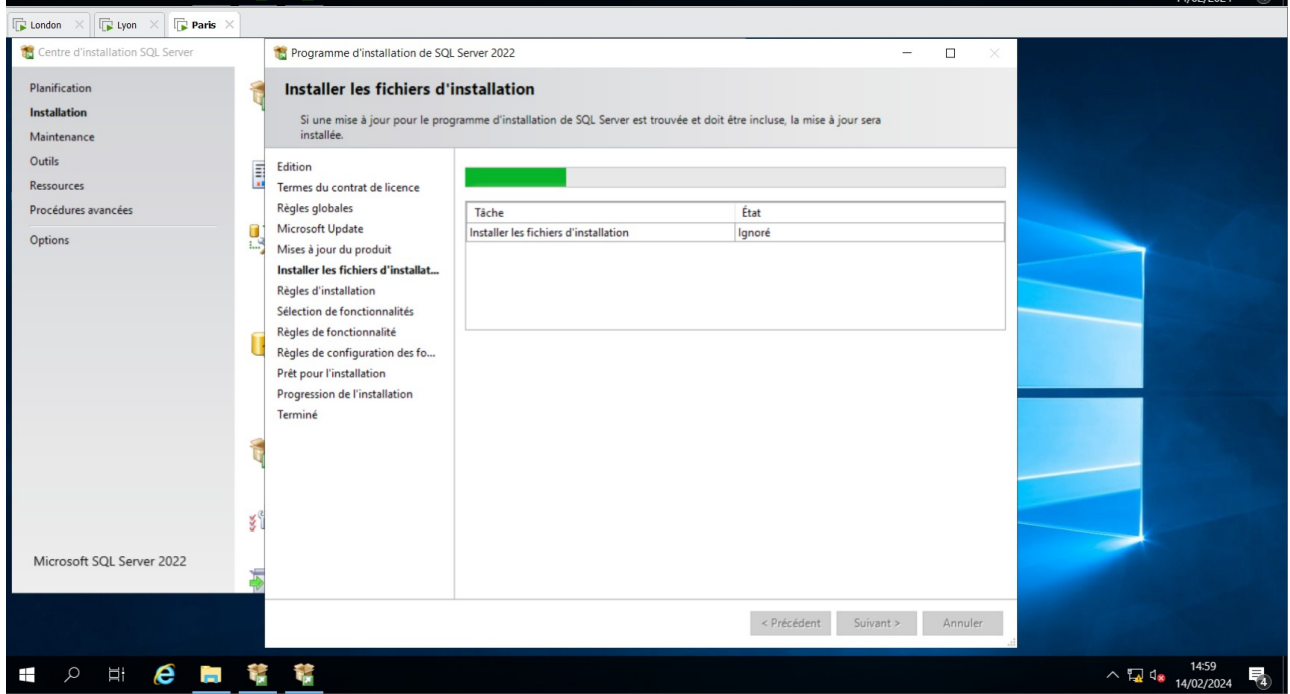 14/02/2024
London
Lyon
Paris
Centre d'installation SQL Server
Planification
Installation
Maintenance
Outils
Ressources
Procédures avancées
Options
Microsoft SQL Server 2022
Programme d'installation de SQL Server 2022
Installer les fichiers d'installation
Si une mise à jour pour le programme d'installation de SQL Server est trouvée et doit être incluse, la mise à jour sera
installée.
Edition
Termes du contrat de licence
Règles globales
Microsoft Update
Mises à jour du produit
Installer les fichiers d'installat...
Règles d'installation
Sélection de fonctionnalités
Règles de fonctionnalité
Règles de configuration des fo...
Prêt pour l'installation
Progression de l'installation
Terminé
Tâche État
Installer les fichiers d'installation Ignoré
< Précédent Suivant > Annuler
14:59
14/02/2024
4